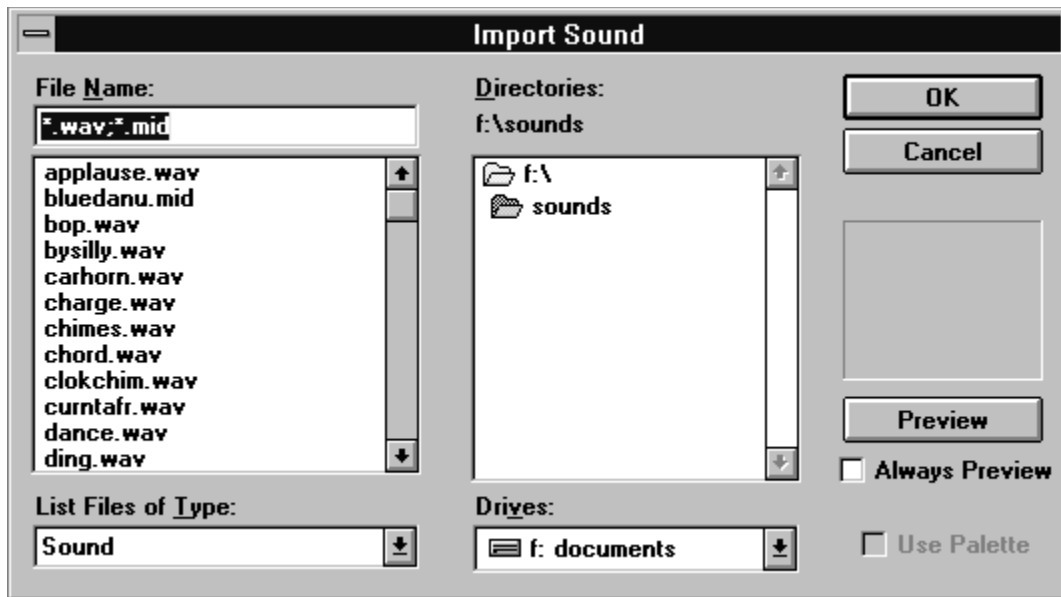 Import Sound
File Name:
*.wav;*.mid
applause.wav
bluedanu.mid
bop.wav
bysilly.wav
carhorn.wav
charge.wav
chimes.wav
chord.wav
clokchim.wav
curntafr.wav
dance.wav
ding.wav
List Files of Type:
Sound
Directories:
f:\sounds
f:\
sounds
Drives:
f: documents
OK
Cancel
Preview
Always Preview
Use Palette